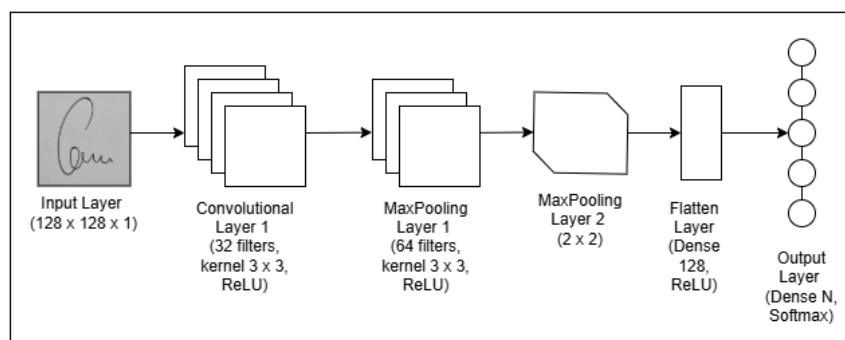 Input Layer
(128 x 128 x 1)
Convolutional
Layer 1
(32 filters,
kernel 3 x 3,
ReLU)
MaxPooling
Layer 1
(64 filters,
kernel 3 x 3,
ReLU)
MaxPooling
Layer 2
(2 x 2)
Flatten
Layer
(Dense
128,
ReLU)
Output
Layer
(Dense N,
Softmax)